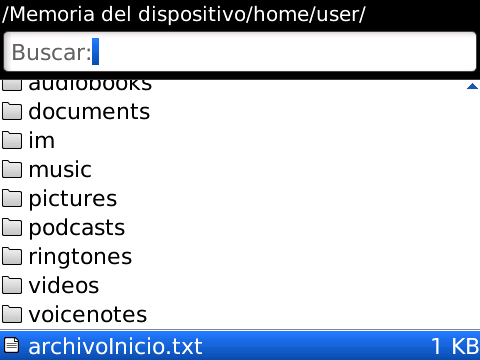 /Memoria del dispositivo/home/user/
Buscar:
audiobooks
documents
im
music
pictures
podcasts
ringtones
videos
voicenotes
archivoInicio.txt 1 KB